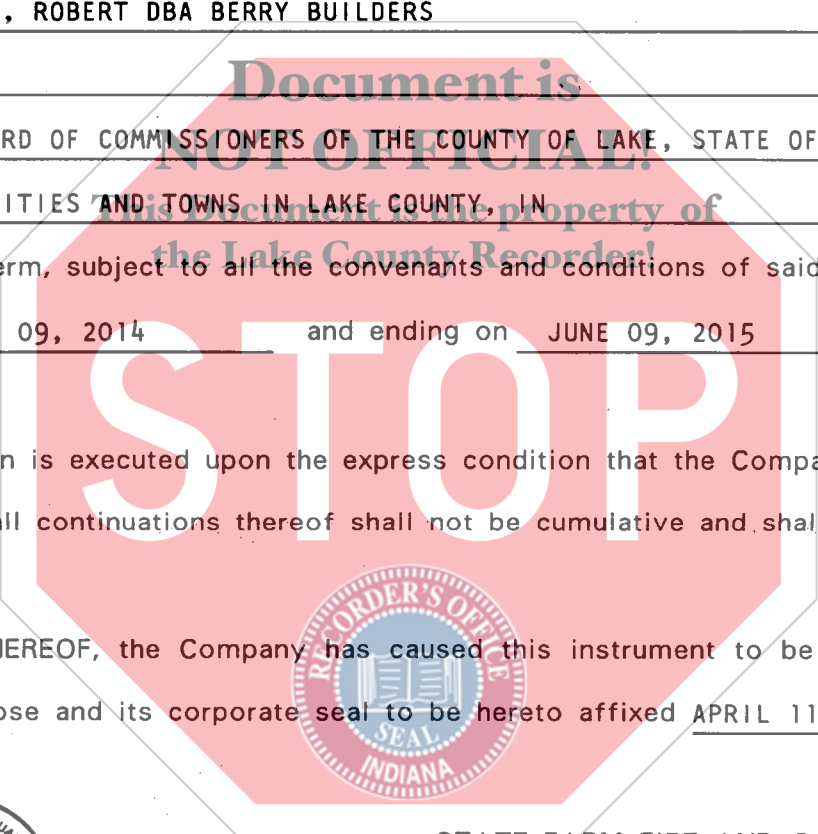 , ROBERT DBA BERRY BUILDERS
Document is
RD OF COMMISSIONERS OF THE COUNTY OF LAKE, STATE OF
NOT OFFICIAL!
ITIES AND TOWNS IN LAKE COUNTY, IN
This Document is the property of
the Lake County Recorder!
erm, subject to all the convenants and conditions of said
09, 2014 and ending on JUNE 09, 2015
STOP
n is executed upon the express condition that the Compa
all continuations thereof shall not be cumulative and shal
RECORDER'S OFFICE
HEREOF, the Company has caused this instrument to be
ose and its corporate seal to be hereto affixed APRIL 11
SEAL
INDIANA